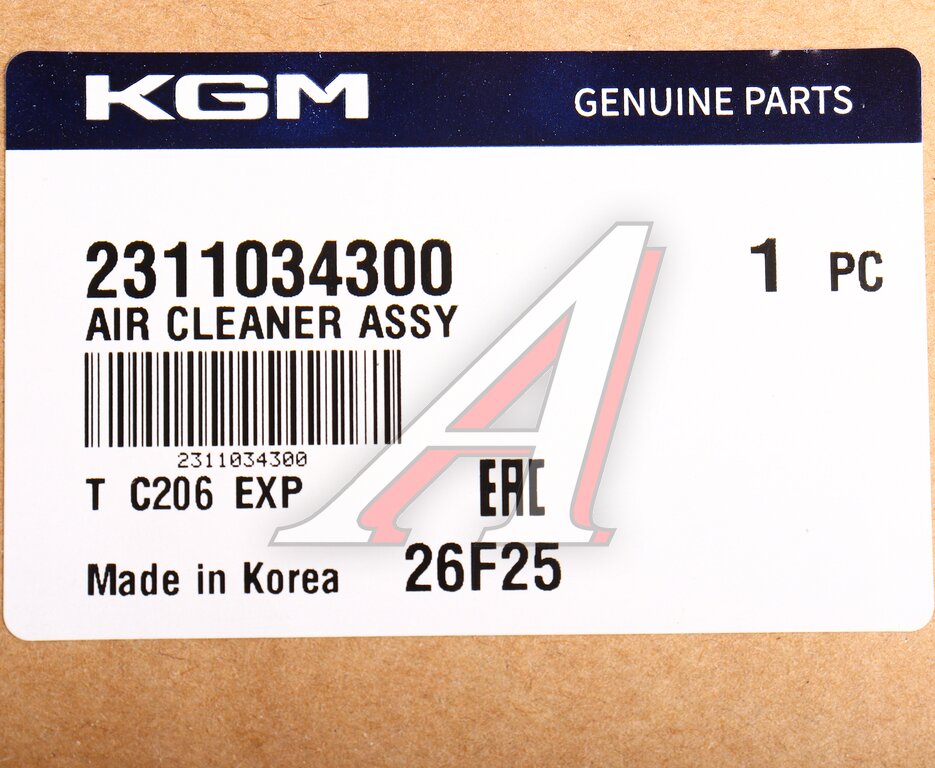 KGM GENUINE PARTS
2311034300 1 PC
AIR CLEANER ASSY
2311034300
T C206 EXP EAC
Made in Korea 26F25